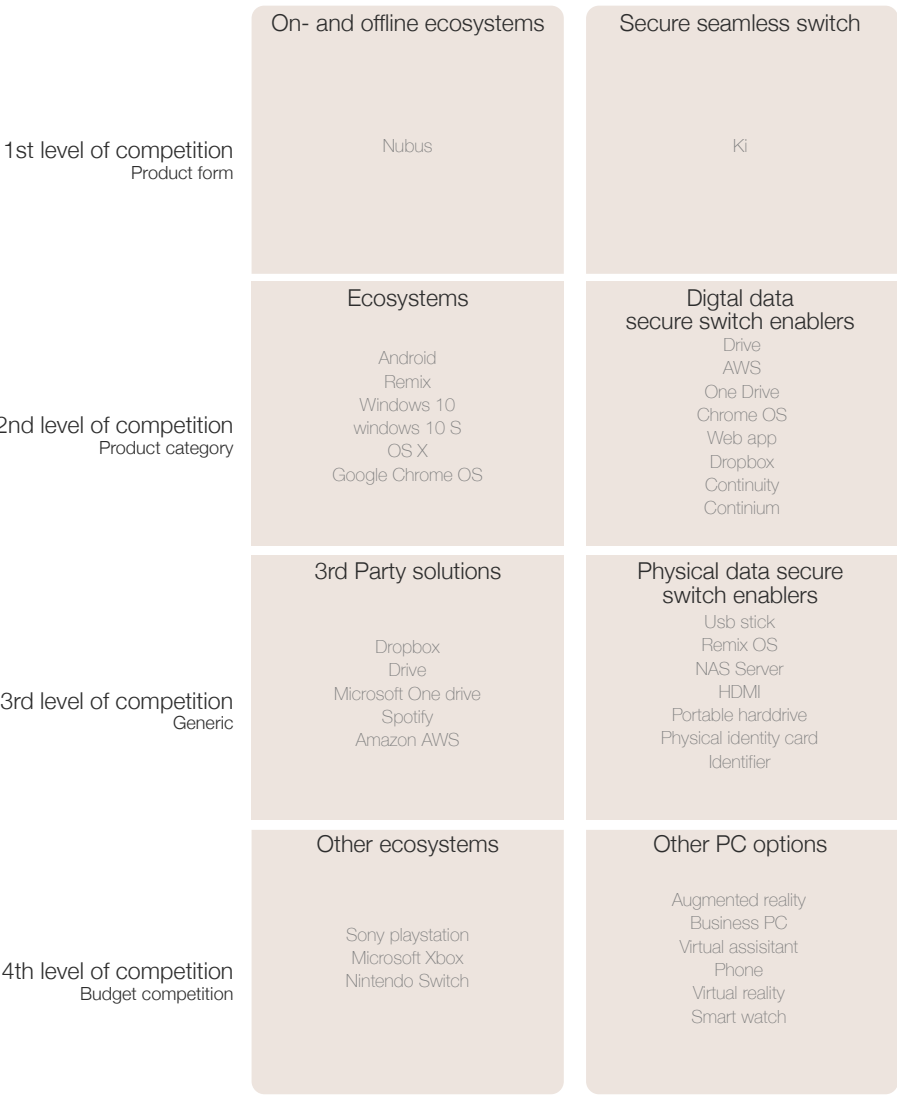 On- and offline ecosystems
Secure seamless switch
1st level of competition
Product form
Nubus
Ki
2nd level of competition
Product category
Ecosystems
Android
Remix
Windows 10
windows 10 S
OS X
Google Chrome OS
Digtal data
secure switch enablers
Drive
AWS
One Drive
Chrome OS
Web app
Dropbox
Continuity
Continium
3rd level of competition
Generic
3rd Party solutions
Dropbox
Drive
Microsoft One drive
Spotify
Amazon AWS
Physical data secure
switch enablers
Usb stick
Remix OS
NAS Server
HDMI
Portable harddrive
Physical identity card
Identifier
4th level of competition
Budget competition
Other ecosystems
Sony playstation
Microsoft Xbox
Nintendo Switch
Other PC options
Augmented reality
Business PC
Virtual assisitant
Phone
Virtual reality
Smart watch